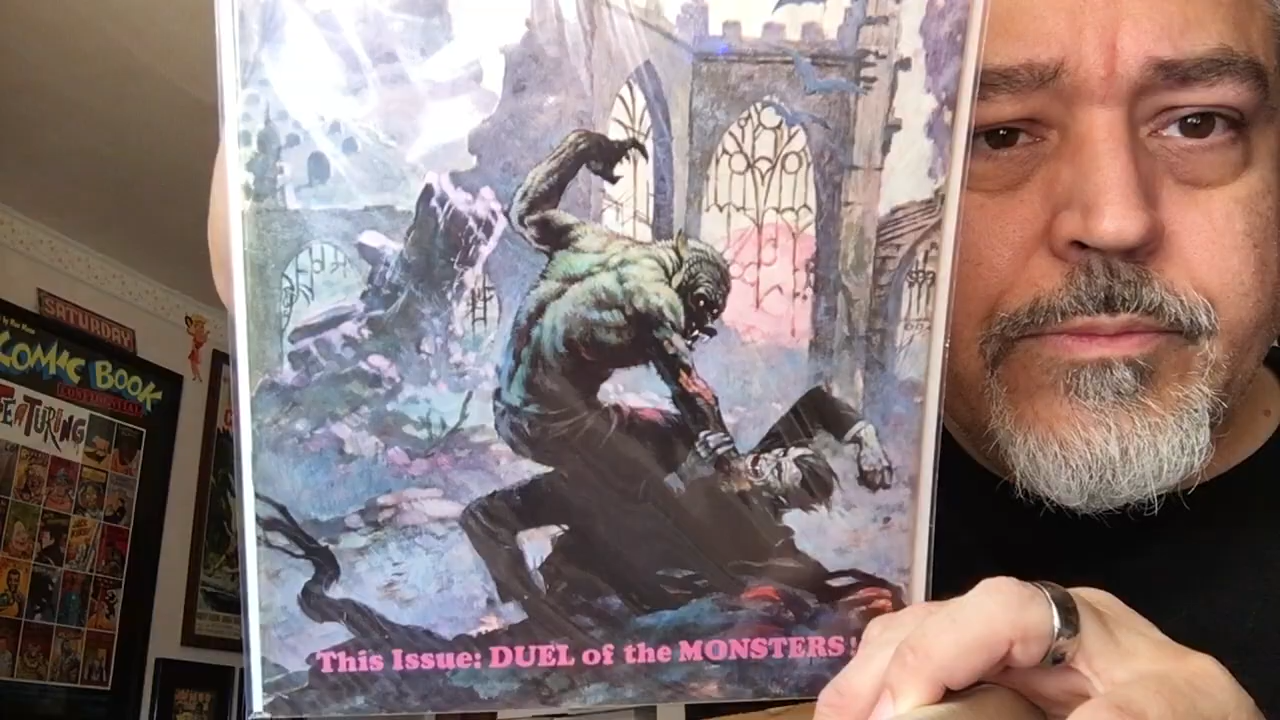 SATURDAY
COMIC BOOK
CONFIDENTIAL
FEATURING
This Issue: DUEL of the MONSTERS!